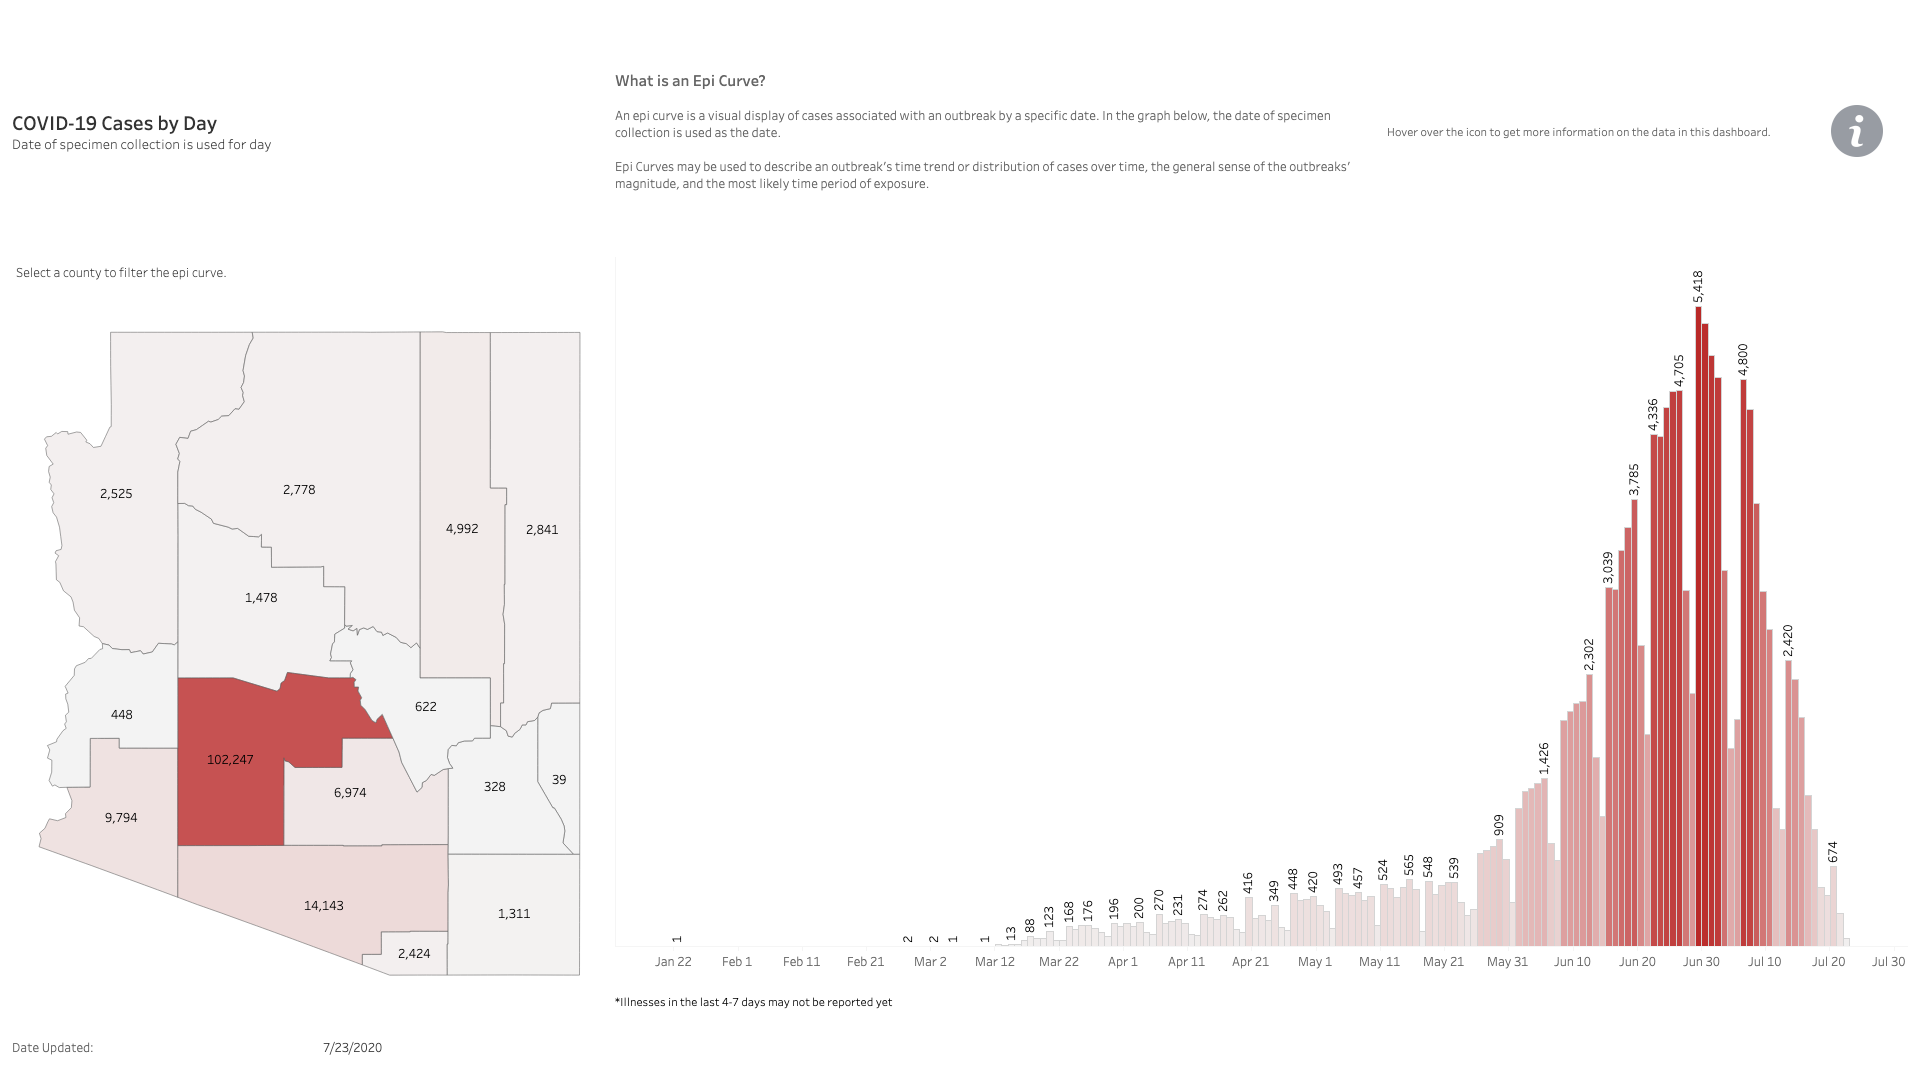 What is an Epi Curve?
COVID-19 Cases by Day
Date of specimen collection is used for day
An epi curve is a visual display of cases associated with an outbreak by a specific date. In the graph below, the date of specimen
collection is used as the date.
Epi Curves may be used to describe an outbreak's time trend or distribution of cases over time, the general sense of the outbreaks'
magnitude, and the most likely time period of exposure.
Hover over the icon to get more information on the data in this dashboard.
i
Select a county to filter the epi curve.
2,525
2,778
4,992
2,841
1,478
448
622
102,247
6,974
328
39
9,794
14,143
1,311
2,424
1
2
2
1
1
13
88
123
168
176
196
200
270
231
274
262
416
349
448
420
493
457
524
565
548
539
909
1,426
2,302
3,039
3,785
4,336
4,705
5,418
4,800
2,420
674
Jan 22
Feb 1
Feb 11
Feb 21
Mar 2
Mar 12
Mar 22
Apr 1
Apr 11
Apr 21
May 1
May 11
May 21
May 31
Jun 10
Jun 20
Jun 30
Jul 10
Jul 20
Jul 30
*Illnesses in the last 4-7 days may not be reported yet
Date Updated: 7/23/2020